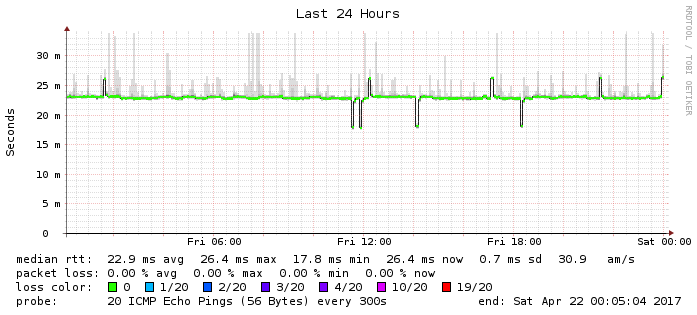 Last 24 Hours
RRDTOOL / TOBI OETIKER
Seconds
30 m
25 m
20 m
15 m
10 m
5 m
0
Fri 06:00 Fri 12:00 Fri 18:00 Sat 00:00
median rtt: 22.9 ms avg 26.4 ms max 17.8 ms min 26.4 ms now 0.7 ms sd 30.9 am/s
packet loss: 0.00 % avg 0.00 % max 0.00 % min 0.00 % now
loss color: 0 1/20 2/20 3/20 4/20 10/20 19/20
probe: 20 ICMP Echo Pings (56 Bytes) every 300s end: Sat Apr 22 00:05:04 2017